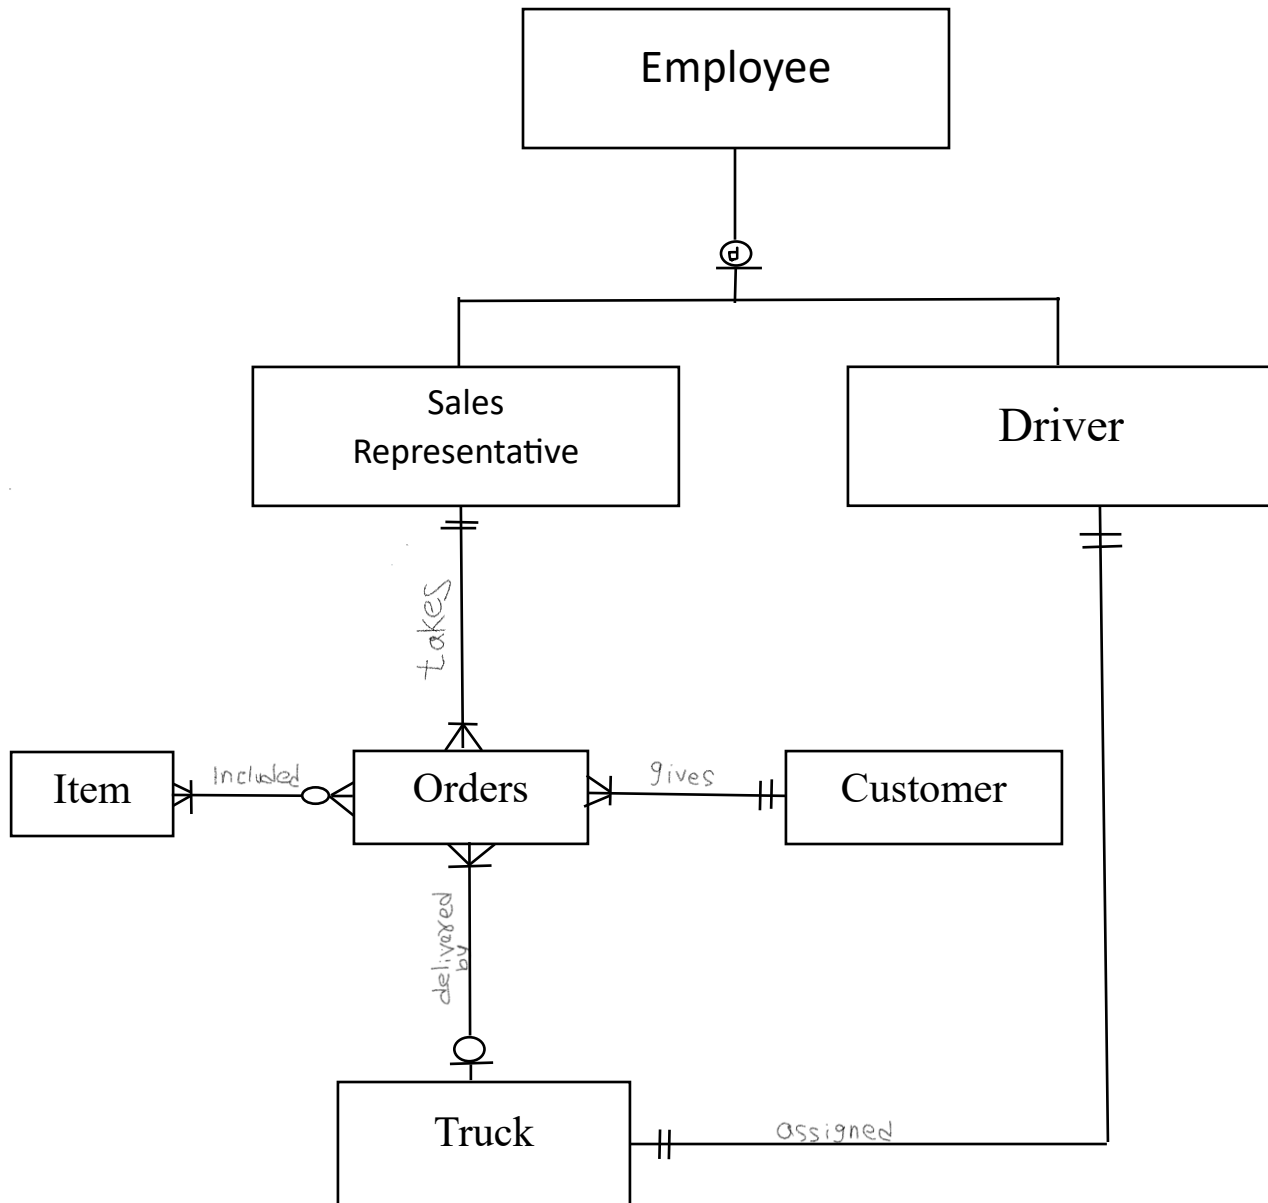 Employee
d
Sales
Representative
Driver
takes
Item
Included
Orders
gives
Customer
delivered
by
Truck
assigned